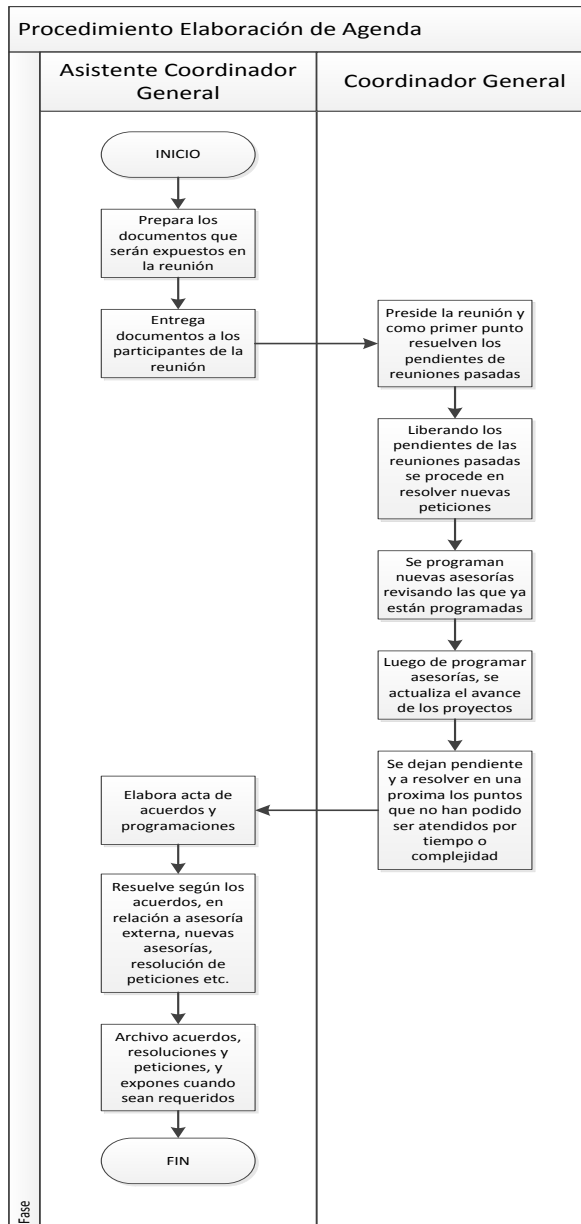 Procedimiento Elaboración de Agenda
Asistente Coordinador
General
Coordinador General
INICIO
Prepara los
documentos que
serán expuestos en
la reunión
Entrega
documentos a los
participantes de la
reunión
Preside la reunión y
como primer punto
resuelven los
pendientes de
reuniones pasadas
Liberando los
pendientes de las
reuniones pasadas
se procede en
resolver nuevas
peticiones
Se programan
nuevas asesorías
revisando las que ya
están programadas
Luego de programar
asesorías, se
actualiza el avance
de los proyectos
Se dejan pendiente
y a resolver en una
proxima los puntos
que no han podido
ser atendidos por
tiempo o
complejidad
Elabora acta de
acuerdos y
programaciones
Resuelve según los
acuerdos, en
relación a asesoría
externa, nuevas
asesorías,
resolución de
peticiones etc.
Archivo acuerdos,
resoluciones y
peticiones, y
expones cuando
sean requeridos
FIN
Fase